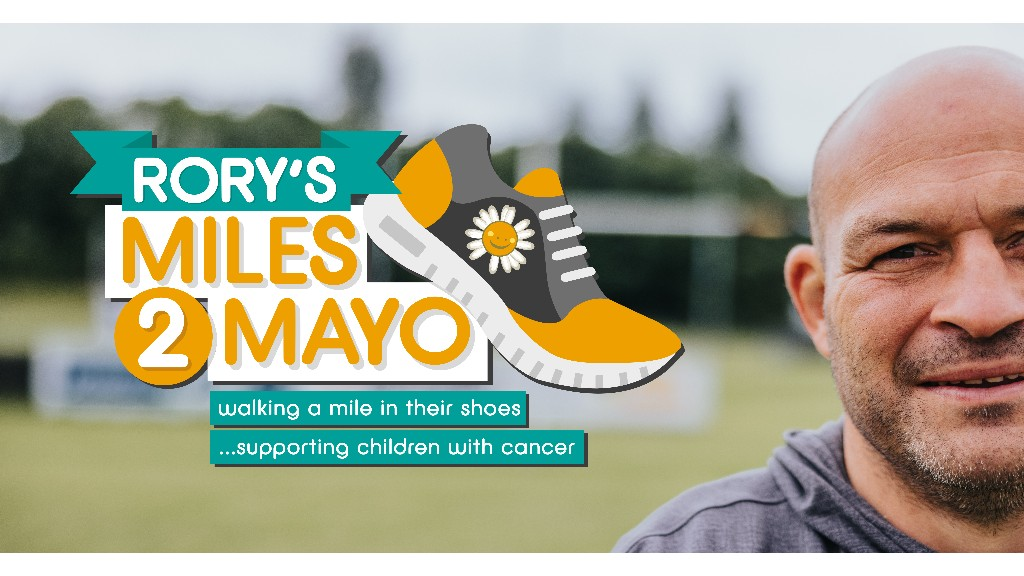 RORY'S
MILES
2 MAYO
walking a mile in their shoes
...supporting children with cancer